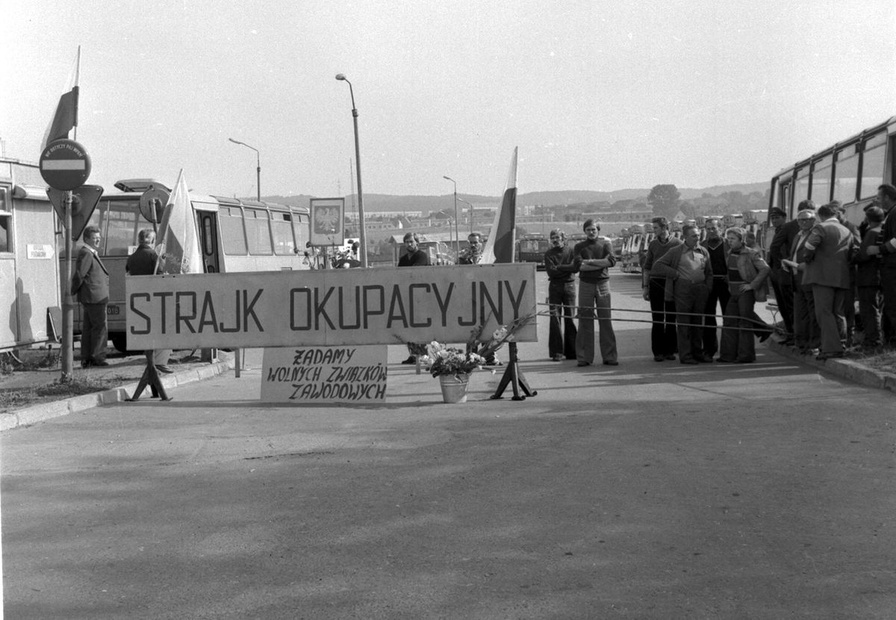 STRAJK OKUPACYJNY
ŻĄDAMY
WOLNYCH ZWIĄZKÓW
ZAWODOWYCH